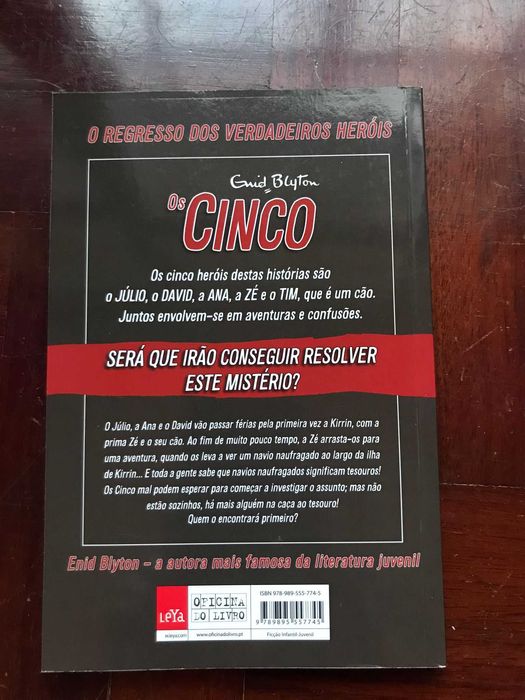 O REGRESSO DOS VERDADEIROS HERÓIS
Enid Blyton
Os
CINCO
Os cinco heróis destas histórias são
o JÚLIO, o DAVID, a ANA, a ZÉ e o TIM, que é um cão.
Juntos envolvem-se em aventuras e confusões.
SERÁ QUE IRÃO CONSEGUIR RESOLVER
ESTE MISTÉRIO?
O Júlio, a Ana e o David vão passar férias pela primeira vez a Kirrin, com a
prima Zé e o seu cão. Ao fim de muito pouco tempo, a Zé arrasta-os para
uma aventura, quando os leva a ver um navio naufragado ao largo da ilha
de Kirrin... E toda a gente sabe que navios naufragados significam tesouros!
Os Cinco mal podem esperar para começar a investigar o assunto; mas não
estão sozinhos, há mais alguém na caça ao tesouro!
Quem o encontrará primeiro?
Enid Blyton – a autora mais famosa da literatura juvenil
LEYA
OFICINA
DO LIVRO
ISBN 978-989-555-774-5
9 789895 557745
www.oficinadolivro.pt
Ficção Infantil-Juvenil